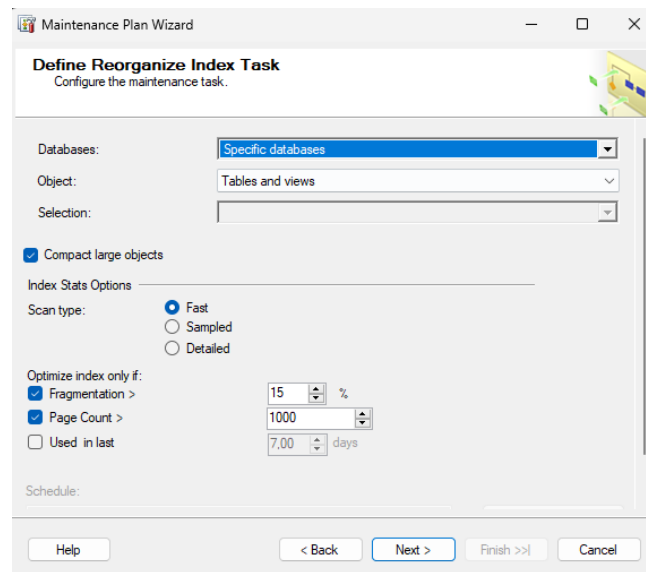 Maintenance Plan Wizard
Define Reorganize Index Task
Configure the maintenance task.
Databases: Specific databases
Object: Tables and views
Selection:
Compact large objects
Index Stats Options
Scan type: Fast
Sampled
Detailed
Optimize index only if:
Fragmentation > 15 %
Page Count > 1000
Used in last 7,00 days
Schedule:
Help < Back Next > Finish >>| Cancel